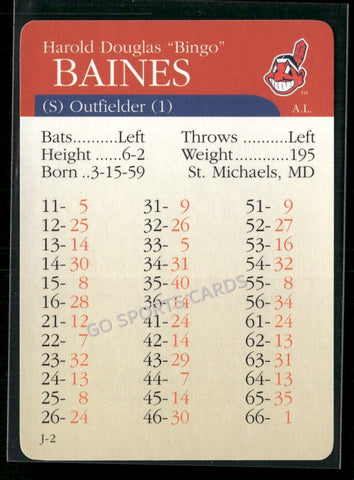 Harold Douglas "Bingo"
BAINES
(S) Outfielder (1)
™
A.L.
Bats..........Left Throws ..........Left
Height ......6-2 Weight............195
Born ..3-15-59 St. Michaels, MD
11- 5 31- 9 51- 9
12- 25 32- 26 52- 27
13- 14 33- 5 53- 16
14- 30 34- 31 54- 32
15- 8 35- 40 55- 8
16- 28 36- 4 56- 34
21- 12 41- 24 61- 24
22- 7 42- 14 62- 13
23- 32 43- 29 63- 31
24- 13 44- 7 64- 13
25- 8 45- 14 65- 35
26- 24 46- 30 66- 1
J-2
GO SPORTS CARDS